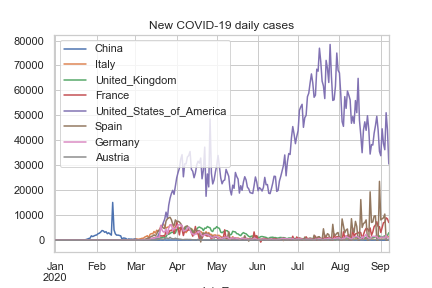 New COVID-19 daily cases
80000
70000
60000
50000
40000
30000
20000
10000
0
China
Italy
United_Kingdom
France
United_States_of_America
Spain
Germany
Austria
Jan Feb Mar Apr May Jun Jul Aug Sep
2020